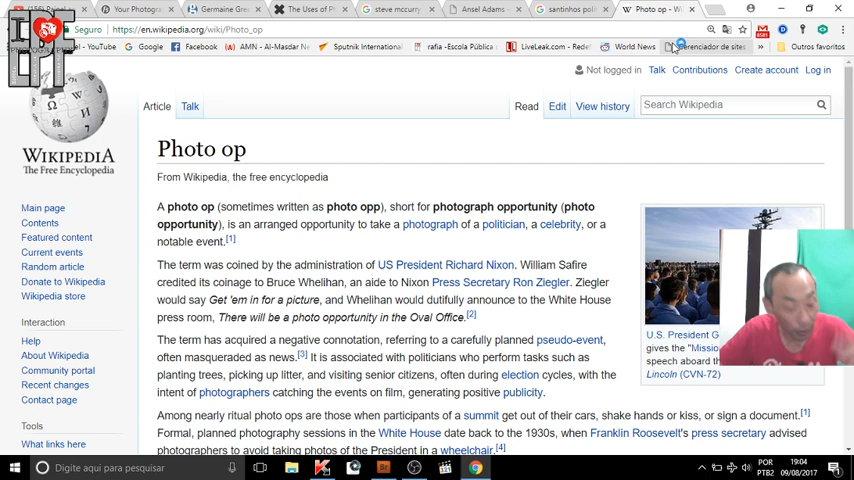 (156) Painel
Your Photograp
Germaine Greer
The Uses of Ph
steve mccurry
Ansel Adams -
santinhos polít
Photo op - Wi
Seguro
https://en.wikipedia.org/wiki/Photo_op
- YouTube
Google
Facebook
AMN - Al-Masdar Ne
Sputnik International
rafia -Escola Pública
LiveLeak.com - Redef
World News
Gerenciador de sites
Outros favoritos
Not logged in
Talk
Contributions
Create account
Log in
Article
Talk
Read
Edit
View history
Search Wikipedia
WIKIPEDIA
The Free Encyclopedia
Main page
Contents
Featured content
Current events
Random article
Donate to Wikipedia
Wikipedia store
Interaction
Help
About Wikipedia
Community portal
Recent changes
Contact page
Tools
What links here
Photo op
From Wikipedia, the free encyclopedia
A photo op (sometimes written as photo opp), short for photograph opportunity (photo
opportunity), is an arranged opportunity to take a photograph of a politician, a celebrity, or a
notable event.[1]
The term was coined by the administration of US President Richard Nixon. William Safire
credited its coinage to Bruce Whelihan, an aide to Nixon Press Secretary Ron Ziegler. Ziegler
would say Get 'em in for a picture, and Whelihan would dutifully announce to the White House
press room, There will be a photo opportunity in the Oval Office.[2]
The term has acquired a negative connotation, referring to a carefully planned pseudo-event,
often masqueraded as news.[3] It is associated with politicians who perform tasks such as
planting trees, picking up litter, and visiting senior citizens, often during election cycles, with the
intent of photographers catching the events on film, generating positive publicity.
Among nearly ritual photo ops are those when participants of a summit get out of their cars, shake hands or kiss, or sign a document.[1]
Formal, planned photography sessions in the White House date back to the 1930s, when Franklin Roosevelt's press secretary advised
photographers to avoid taking photos of the President in a wheelchair.[4]
U.S. President G
gives the "Missio
speech aboard th
Lincoln (CVN-72)
Digite aqui para pesquisar
POR
PTB2
19:04
09/08/2017